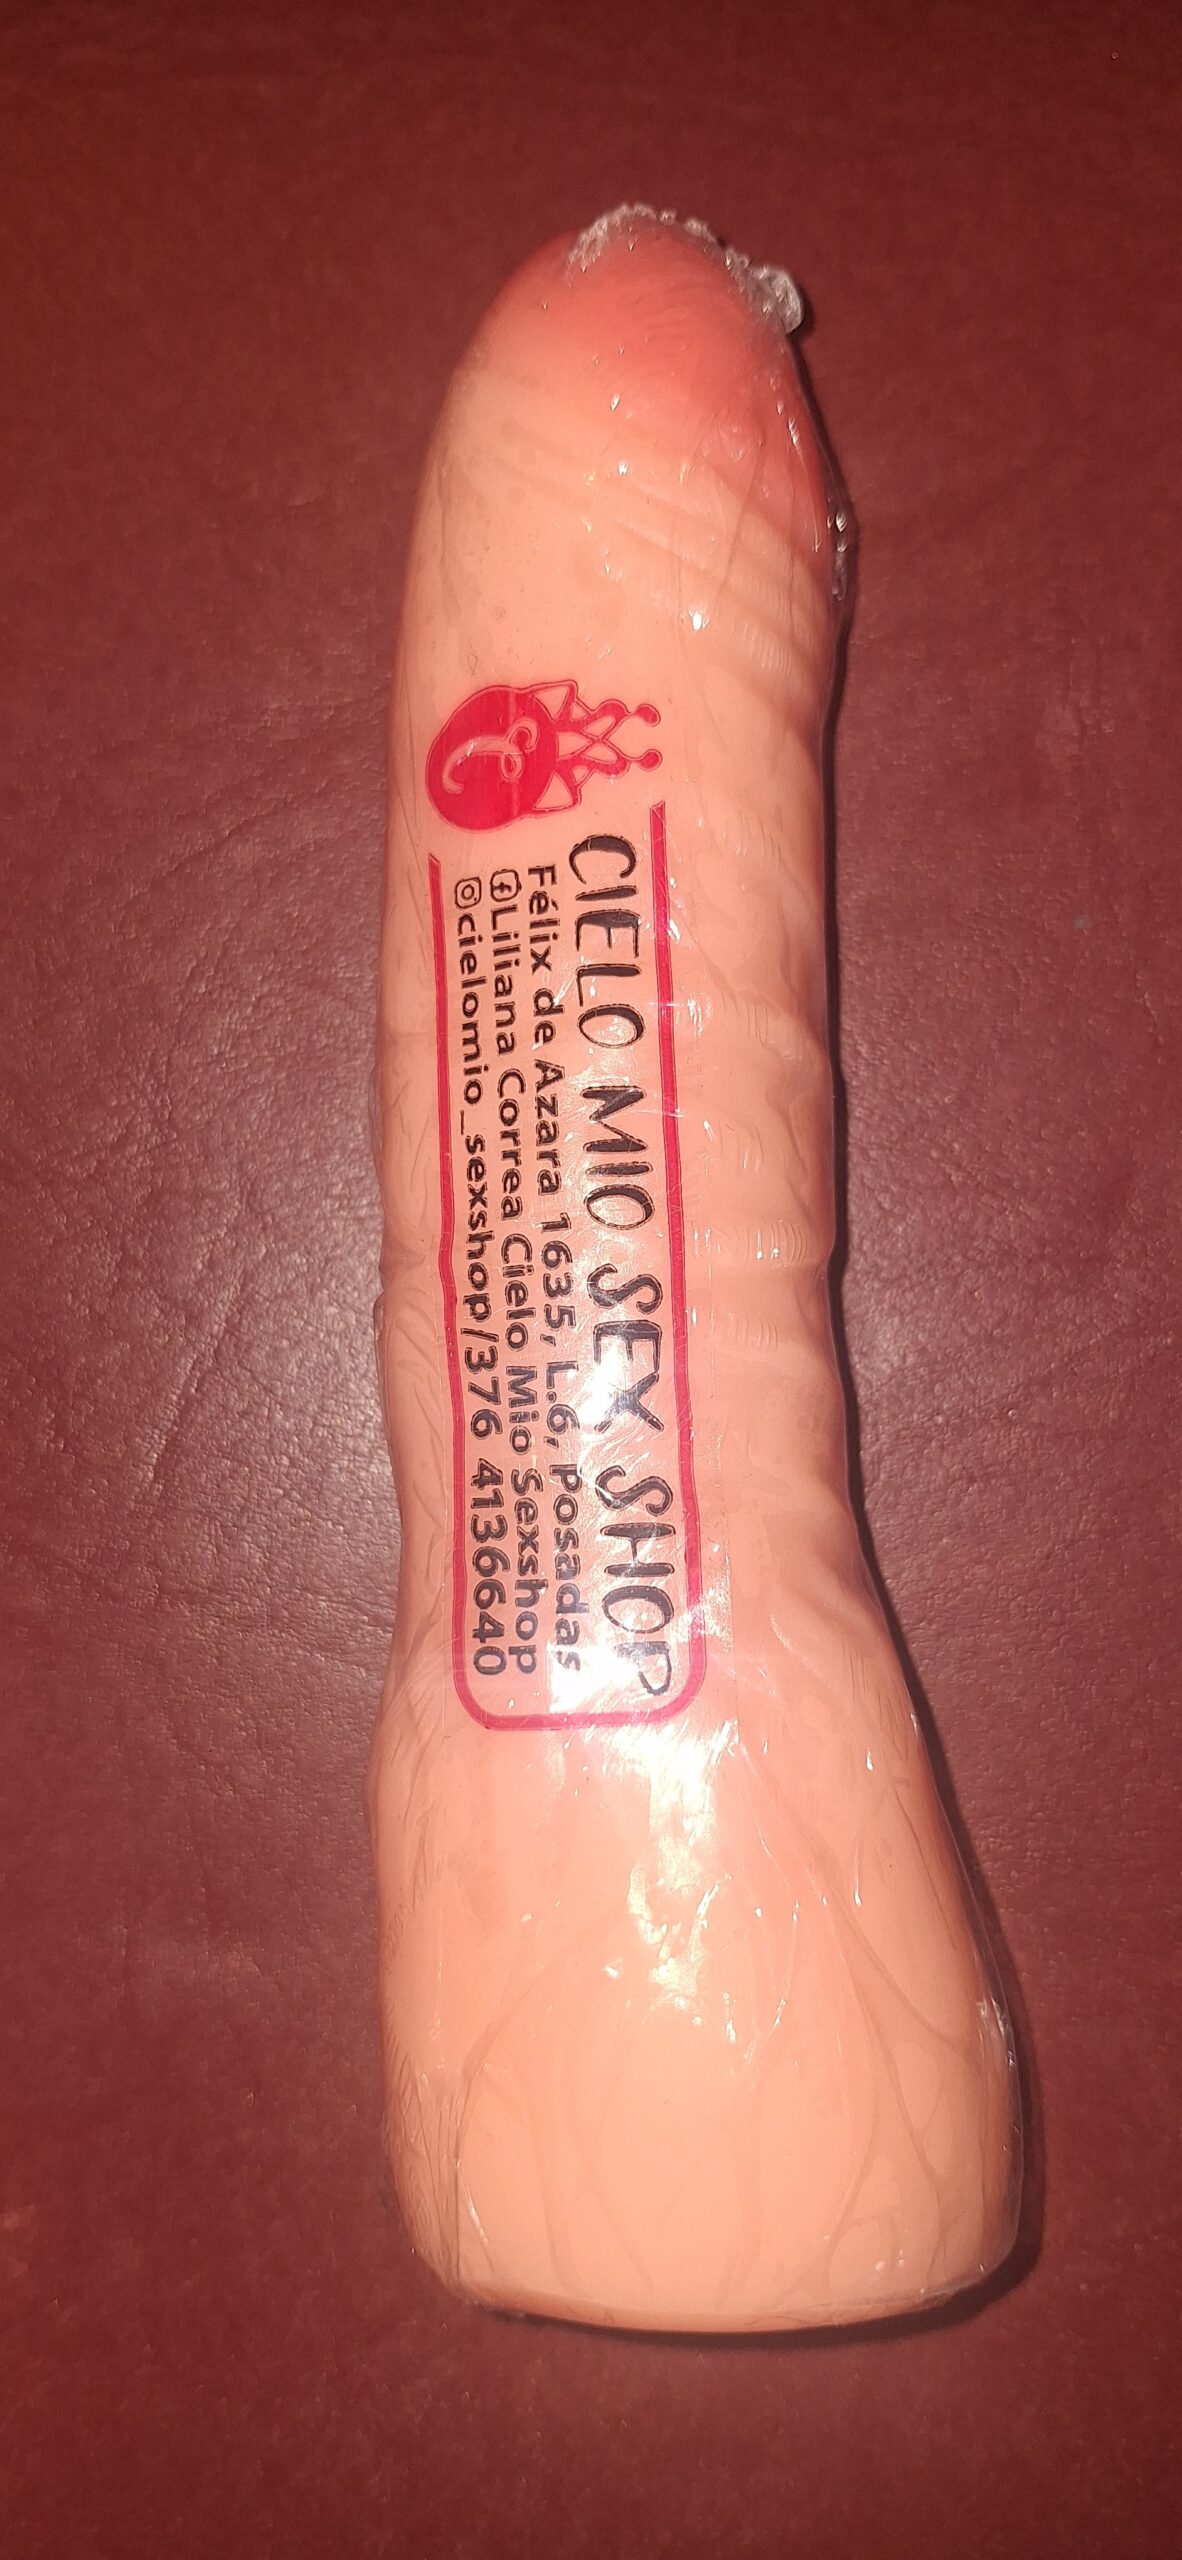 CIELO MIO SEX SHOP
Félix de Azara 1635, L.6, Posadas
Liliana Correa Cielo Mio Sexshop
cielomio_sexshop/376 4136640